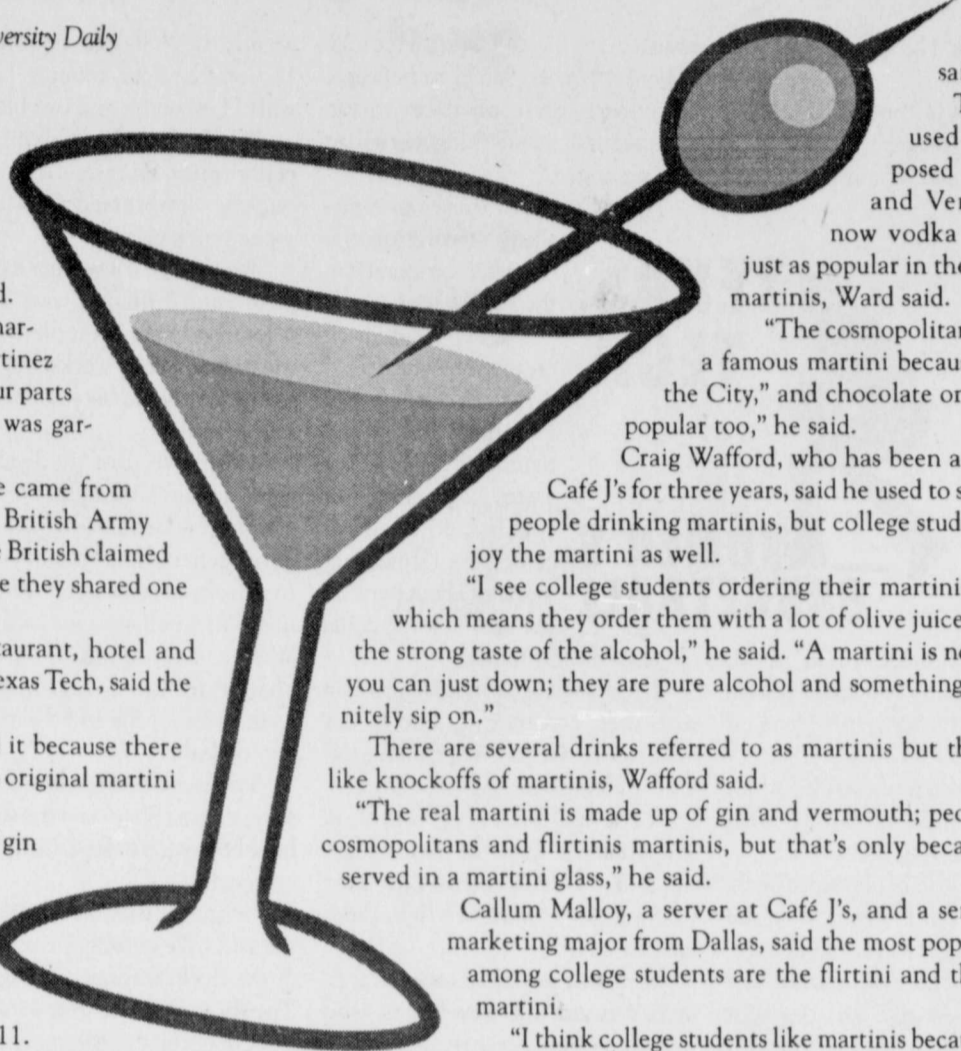 versity Daily
d.
nar-
tinez
ur parts
was gar-
e came from
British Army
e British claimed
e they shared one
taurant, hotel and
exas Tech, said the
it because there
original martini
gin
11.
sa
T
used
posed
and Ver
now vodka
just as popular in the
martinis, Ward said.
"The cosmopolitan
a famous martini becau
the City," and chocolate or
popular too," he said.
Craig Wafford, who has been a
Café J's for three years, said he used to s
people drinking martinis, but college stud
joy the martini as well.
"I see college students ordering their martini
which means they order them with a lot of olive juice
the strong taste of the alcohol," he said. "A martini is no
you can just down; they are pure alcohol and something
nitely sip on."
There are several drinks referred to as martinis but th
like knockoffs of martinis, Wafford said.
"The real martini is made up of gin and vermouth; peo
cosmopolitans and flirtinis martinis, but that's only beca
served in a martini glass," he said.
Callum Malloy, a server at Café J's, and a se
marketing major from Dallas, said the most pop
among college students are the flirtini and th
martini.
"I think college students like martinis beca